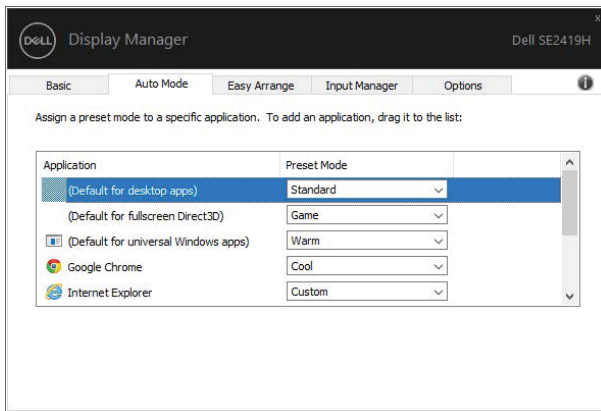 x
DELL Display Manager Dell SE2419H
Basic Auto Mode Easy Arrange Input Manager Options i
Assign a preset mode to a specific application. To add an application, drag it to the list:
Application Preset Mode
(Default for desktop apps) Standard
(Default for fullscreen Direct3D) Game
(Default for universal Windows apps) Warm
Google Chrome Cool
Internet Explorer Custom